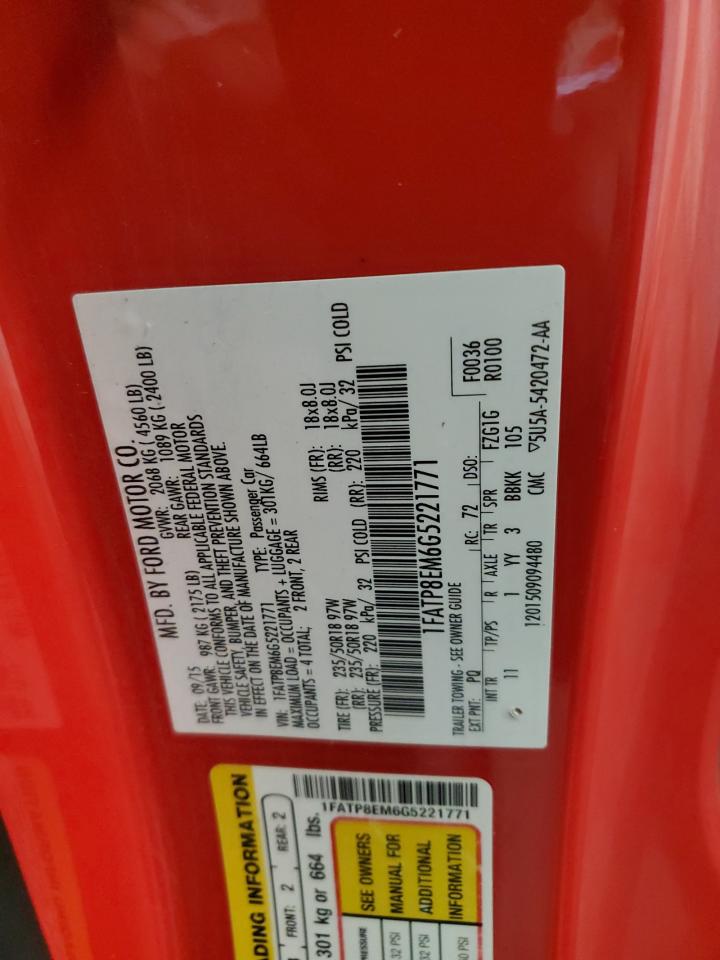 MFD. BY FORD MOTOR CO.
DATE: 09/15 GVWR: 2068 KG ( 4560 LB)
FRONT GAWR: 987 KG ( 2175 LB) REAR GAWR: 1089 KG ( 2400 LB)
THIS VEHICLE CONFORMS TO ALL APPLICABLE FEDERAL MOTOR
VEHICLE SAFETY, BUMPER, AND THEFT PREVENTION STANDARDS
IN EFFECT ON THE DATE OF MANUFACTURE SHOWN ABOVE.
VIN: 1FATP8EM6G5221771 TYPE: Passenger Car
MAXIMUM LOAD = OCCUPANTS + LUGGAGE = 301KG / 664LB
OCCUPANTS = 4 TOTAL; 2 FRONT, 2 REAR
TIRE (FR): 235/50R18 97W RIMS (FR): 18x8.0J
(RR): 235/50R18 97W (RR): 18x8.0J
PRESSURE (FR): 220 kPa/ 32 PSI COLD (RR): 220 kPa/ 32 PSI COLD
1FATP8EM6G5221771
TRAILER TOWING - SEE OWNER GUIDE
EXT PNT: PQ RC: 72 DSO: F0036
INT TR TP/PS R AXLE TR SPR FZG1G R0100
11 1 YY 3 BBKK 105
1201509094480 CMC ▽5U5A-5420472-AA
ADING INFORMATION
FRONT: 2 REAR: 2
301 kg or 664 lbs.
1FATP8EM6G5221771
PRESSURE SEE OWNERS
32 PSI MANUAL FOR
32 PSI ADDITIONAL
60 PSI INFORMATION